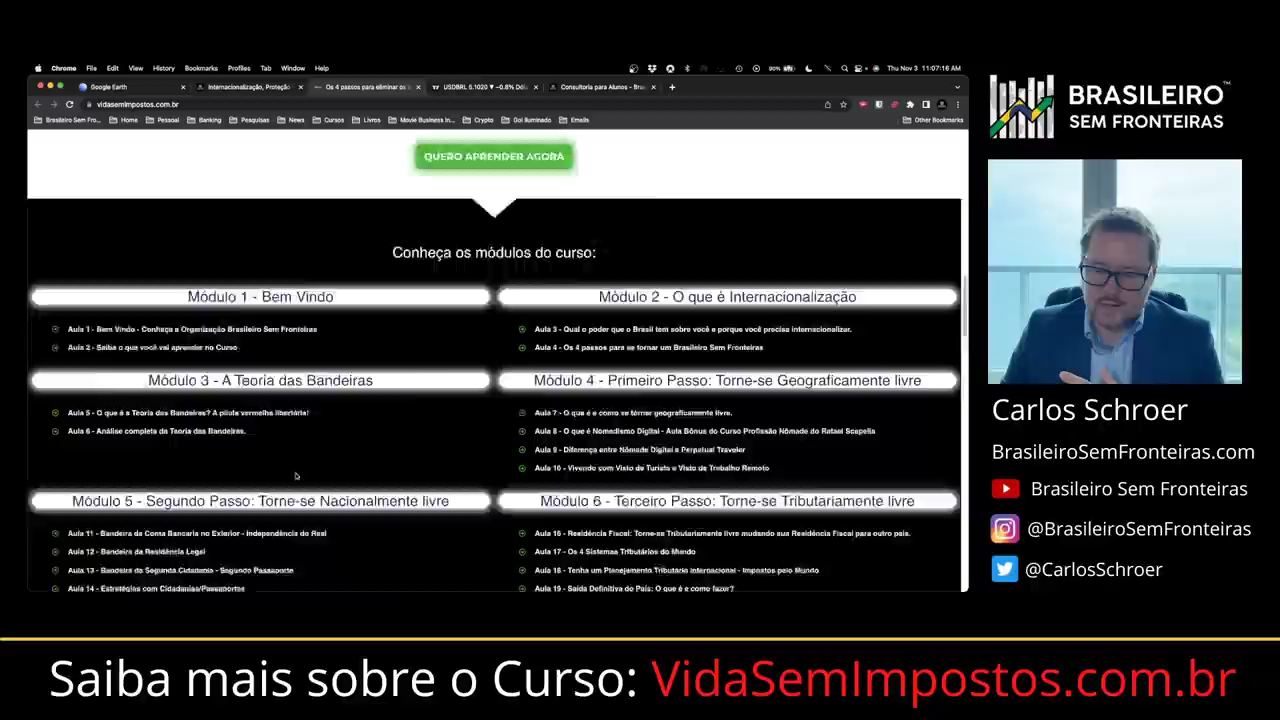 Chrome File Edit View History Bookmarks Profiles Tab Window Help
90% Thu Nov 3 11:07:16 AM
Google Earth
Internacionalização, Proteção
Os 4 passos para eliminar os
USDBRL 5.1020 ▼ −0.8% Dól
Consultoria para Alunos - Bra
vidasemimpostos.com.br
Brasileiro Sem Fro... Home Pessoal Banking Pesquisas News Cursos Livros Movie Business In... Crypto Gol Iluminado Emails Other Bookmarks
QUERO APRENDER AGORA
Conheça os módulos do curso:
Módulo 1 - Bem Vindo
Aula 1 - Bem Vindo - Conheça a Organização Brasileiro Sem Fronteiras
Aula 2 - Saiba o que você vai aprender no Curso
Módulo 2 - O que é Internacionalização
Aula 3 - Qual o poder que o Brasil tem sobre você e porque você precisa internacionalizar.
Aula 4 - Os 4 passos para se tornar um Brasileiro Sem Fronteiras
Módulo 3 - A Teoria das Bandeiras
Aula 5 - O que é a Teoria das Bandeiras? A pílula vermelha libertária!
Aula 6 - Análise completa da Teoria das Bandeiras.
Módulo 4 - Primeiro Passo: Torne-se Geograficamente livre
Aula 7 - O que é e como se tornar geograficamente livre.
Aula 8 - O que é Nomadismo Digital - Aula Bônus do Curso Profissão Nômade do Rafael Scapella
Aula 9 - Diferença entre Nômade Digital e Perpetual Traveler
Aula 10 - Vivendo com Visto de Turista e Visto de Trabalho Remoto
Módulo 5 - Segundo Passo: Torne-se Nacionalmente livre
Aula 11 - Bandeira da Conta Bancária no Exterior - Independência do Real
Aula 12 - Bandeira da Residência Legal
Aula 13 - Bandeira da Segunda Cidadania - Segundo Passaporte
Aula 14 - Estratégias com Cidadanias/Passaportes
Módulo 6 - Terceiro Passo: Torne-se Tributariamente livre
Aula 16 - Residência Fiscal: Torne-se Tributariamente livre mudando sua Residência Fiscal para outro país.
Aula 17 - Os 4 Sistemas Tributários do Mundo
Aula 18 - Tenha um Planejamento Tributário Internacional - Impostos pelo Mundo
Aula 19 - Saída Definitiva do País: O que é e como fazer?
BRASILEIRO™
SEM FRONTEIRAS
Carlos Schroer
BrasileiroSemFronteiras.com
Brasileiro Sem Fronteiras
@BrasileiroSemFronteiras
@CarlosSchroer
Saiba mais sobre o Curso: VidaSemImpostos.com.br